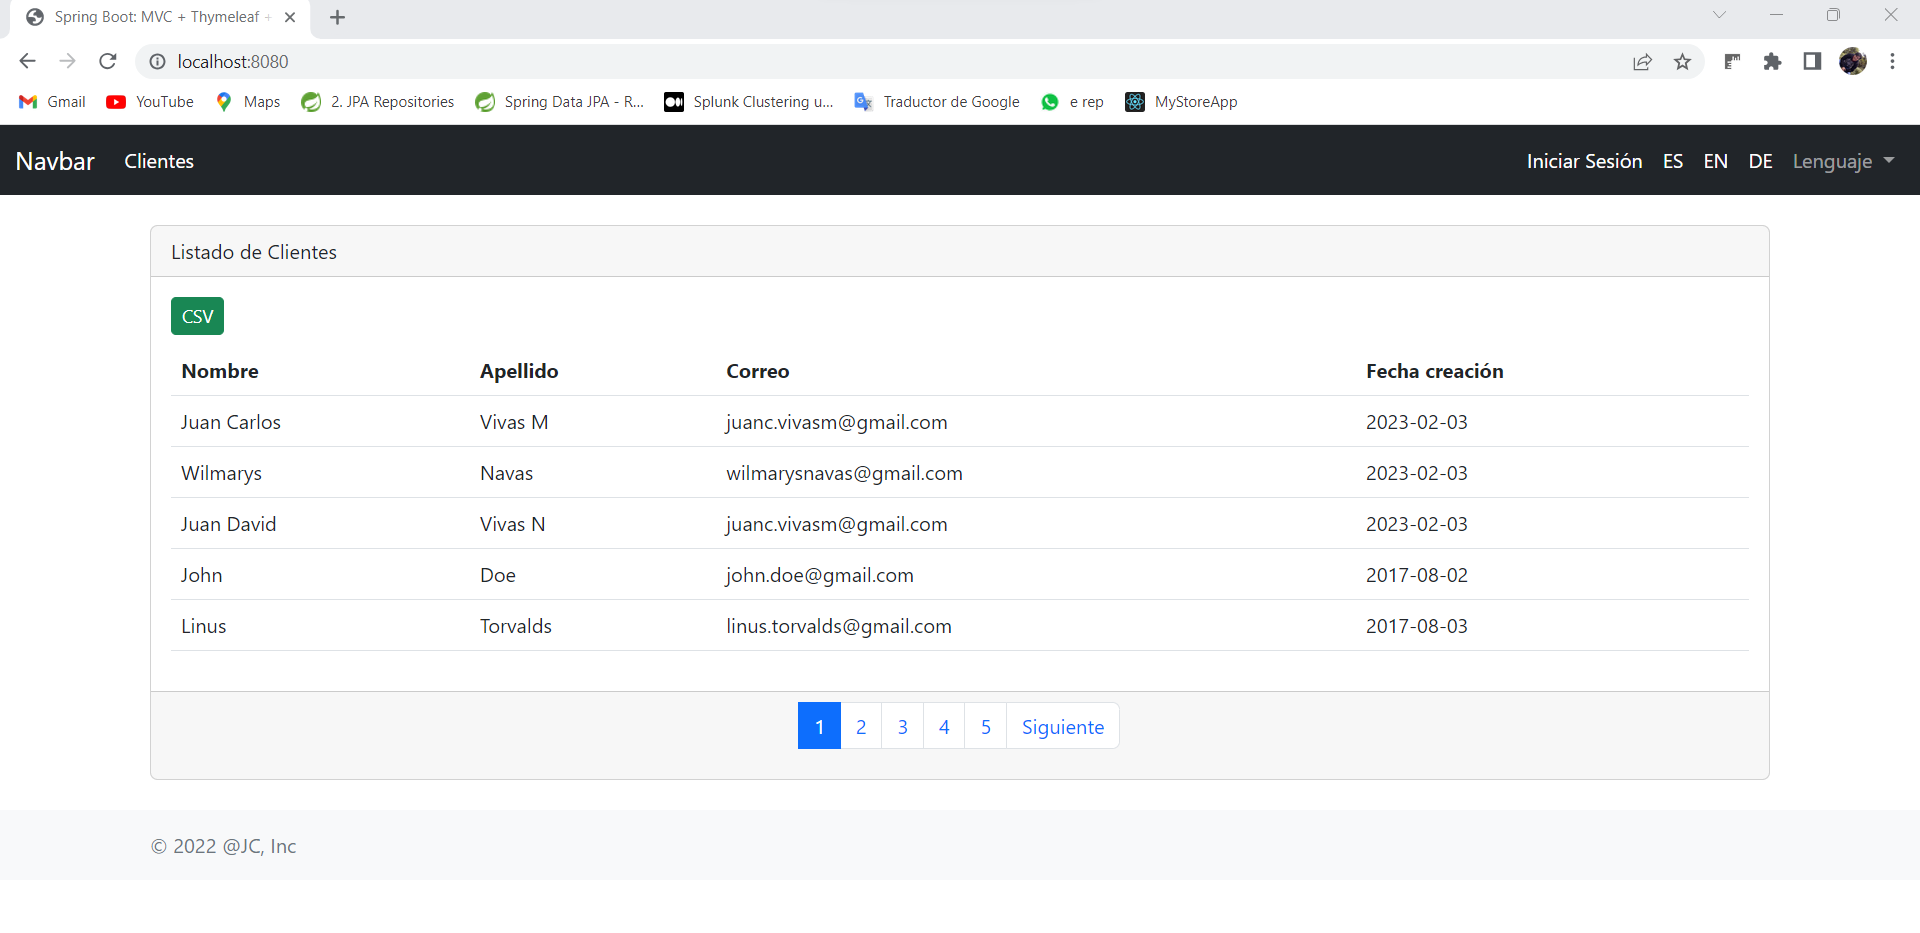 Spring Boot: MVC + Thymeleaf +
localhost:8080
Gmail YouTube Maps 2. JPA Repositories Spring Data JPA - R... Splunk Clustering u... Traductor de Google e rep MyStoreApp
Navbar Clientes Iniciar Sesión ES EN DE Lenguaje
Listado de Clientes
CSV
Nombre Apellido Correo Fecha creación
Juan Carlos Vivas M juanc.vivasm@gmail.com 2023-02-03
Wilmarys Navas wilmarysnavas@gmail.com 2023-02-03
Juan David Vivas N juanc.vivasm@gmail.com 2023-02-03
John Doe john.doe@gmail.com 2017-08-02
Linus Torvalds linus.torvalds@gmail.com 2017-08-03
1 2 3 4 5 Siguiente
© 2022 @JC, Inc